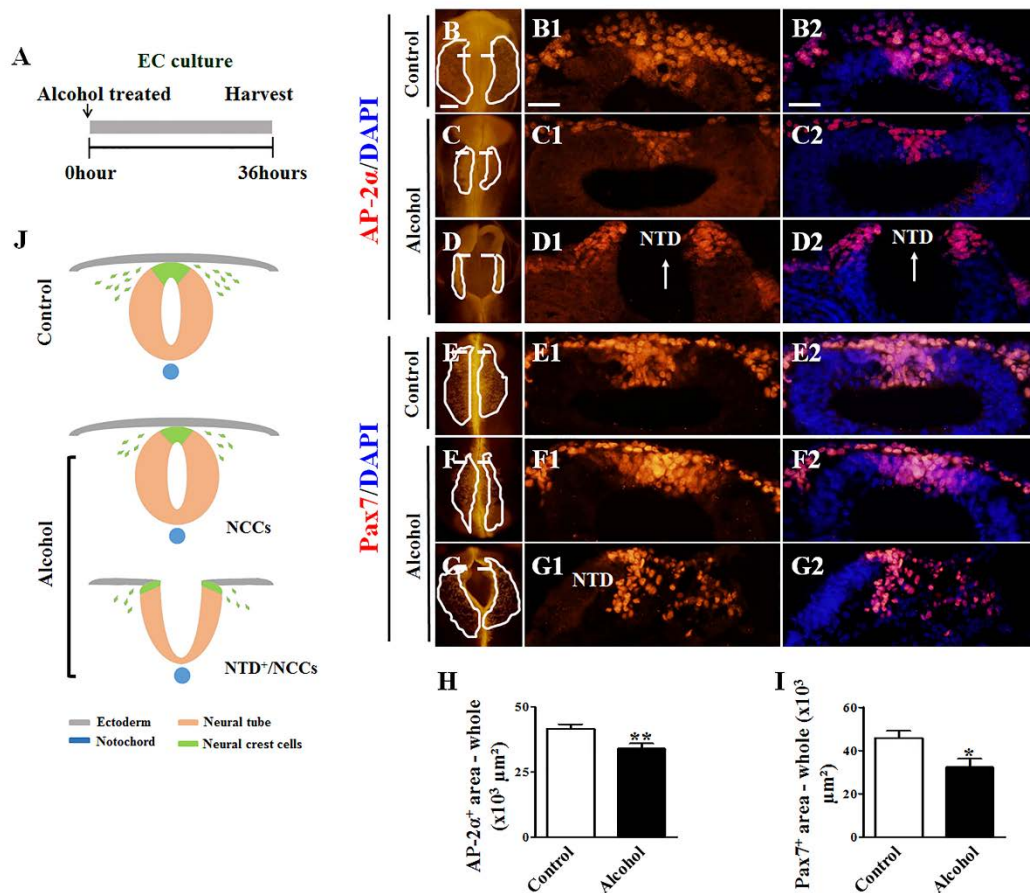 A
EC culture
Alcohol treated Harvest
0hour 36hours
J
Control
Alcohol
NCCs
NTD⁺/NCCs
Ectoderm Neural tube
Notochord Neural crest cells
AP-2α/DAPI
Control
Alcohol
B B1 B2
C C1 C2
D D1 D2
NTD NTD
Pax7/DAPI
Control
Alcohol
E E1 E2
F F1 F2
G G1 G2
NTD
H
AP-2α⁺ area - whole
(x10³ µm²)
50
25
0
**
Control Alcohol
I
Pax7⁺ area - whole (x10³
µm²)
60
40
20
0
*
Control Alcohol